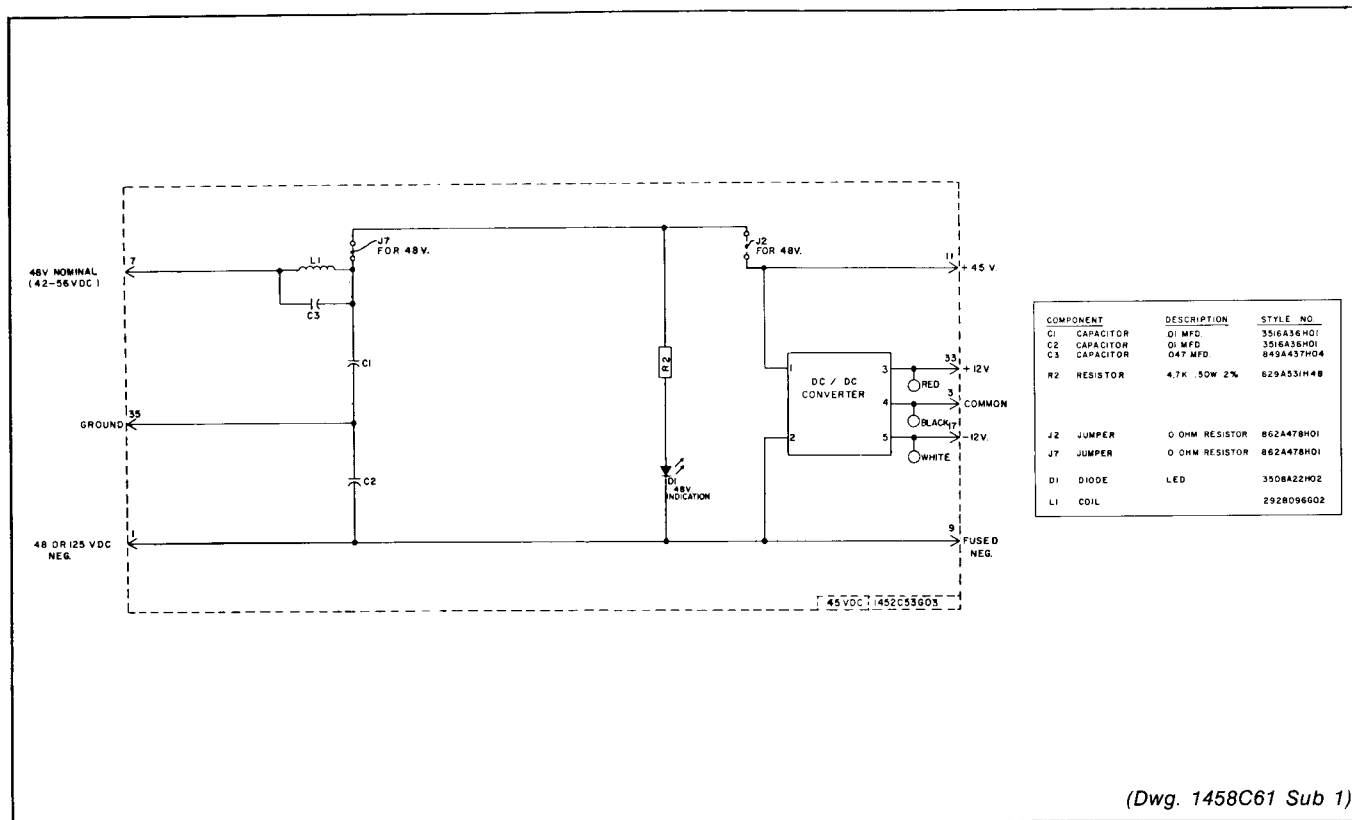 J7
FOR 48V.
J2
FOR 48V.
7
L1
11
48V NOMINAL
(42-56VDC)
+45V.
C3
COMPONENT DESCRIPTION STYLE NO.
C1 CAPACITOR .01 MFD. 3516A36H01
C2 CAPACITOR .01 MFD 3516A36H01
C3 CAPACITOR .047 MFD. 849A437H04
R2 RESISTOR 4.7K .50W 2% 629A531H48
J2 JUMPER 0 OHM RESISTOR 862A478H01
J7 JUMPER 0 OHM RESISTOR 862A478H01
D1 DIODE LED 3508A22H02
L1 COIL 292B096G02
C1
R2
1
DC / DC
CONVERTER
3
33
+12V
RED
4
3
COMMON
BLACK
2
5
17
-12V.
WHITE
35
GROUND
C2
D1
48V
INDICATION
1
48 OR 125 VDC
NEG.
9
FUSED
NEG.
45VDC 1452C53G03
(Dwg. 1458C61 Sub 1)